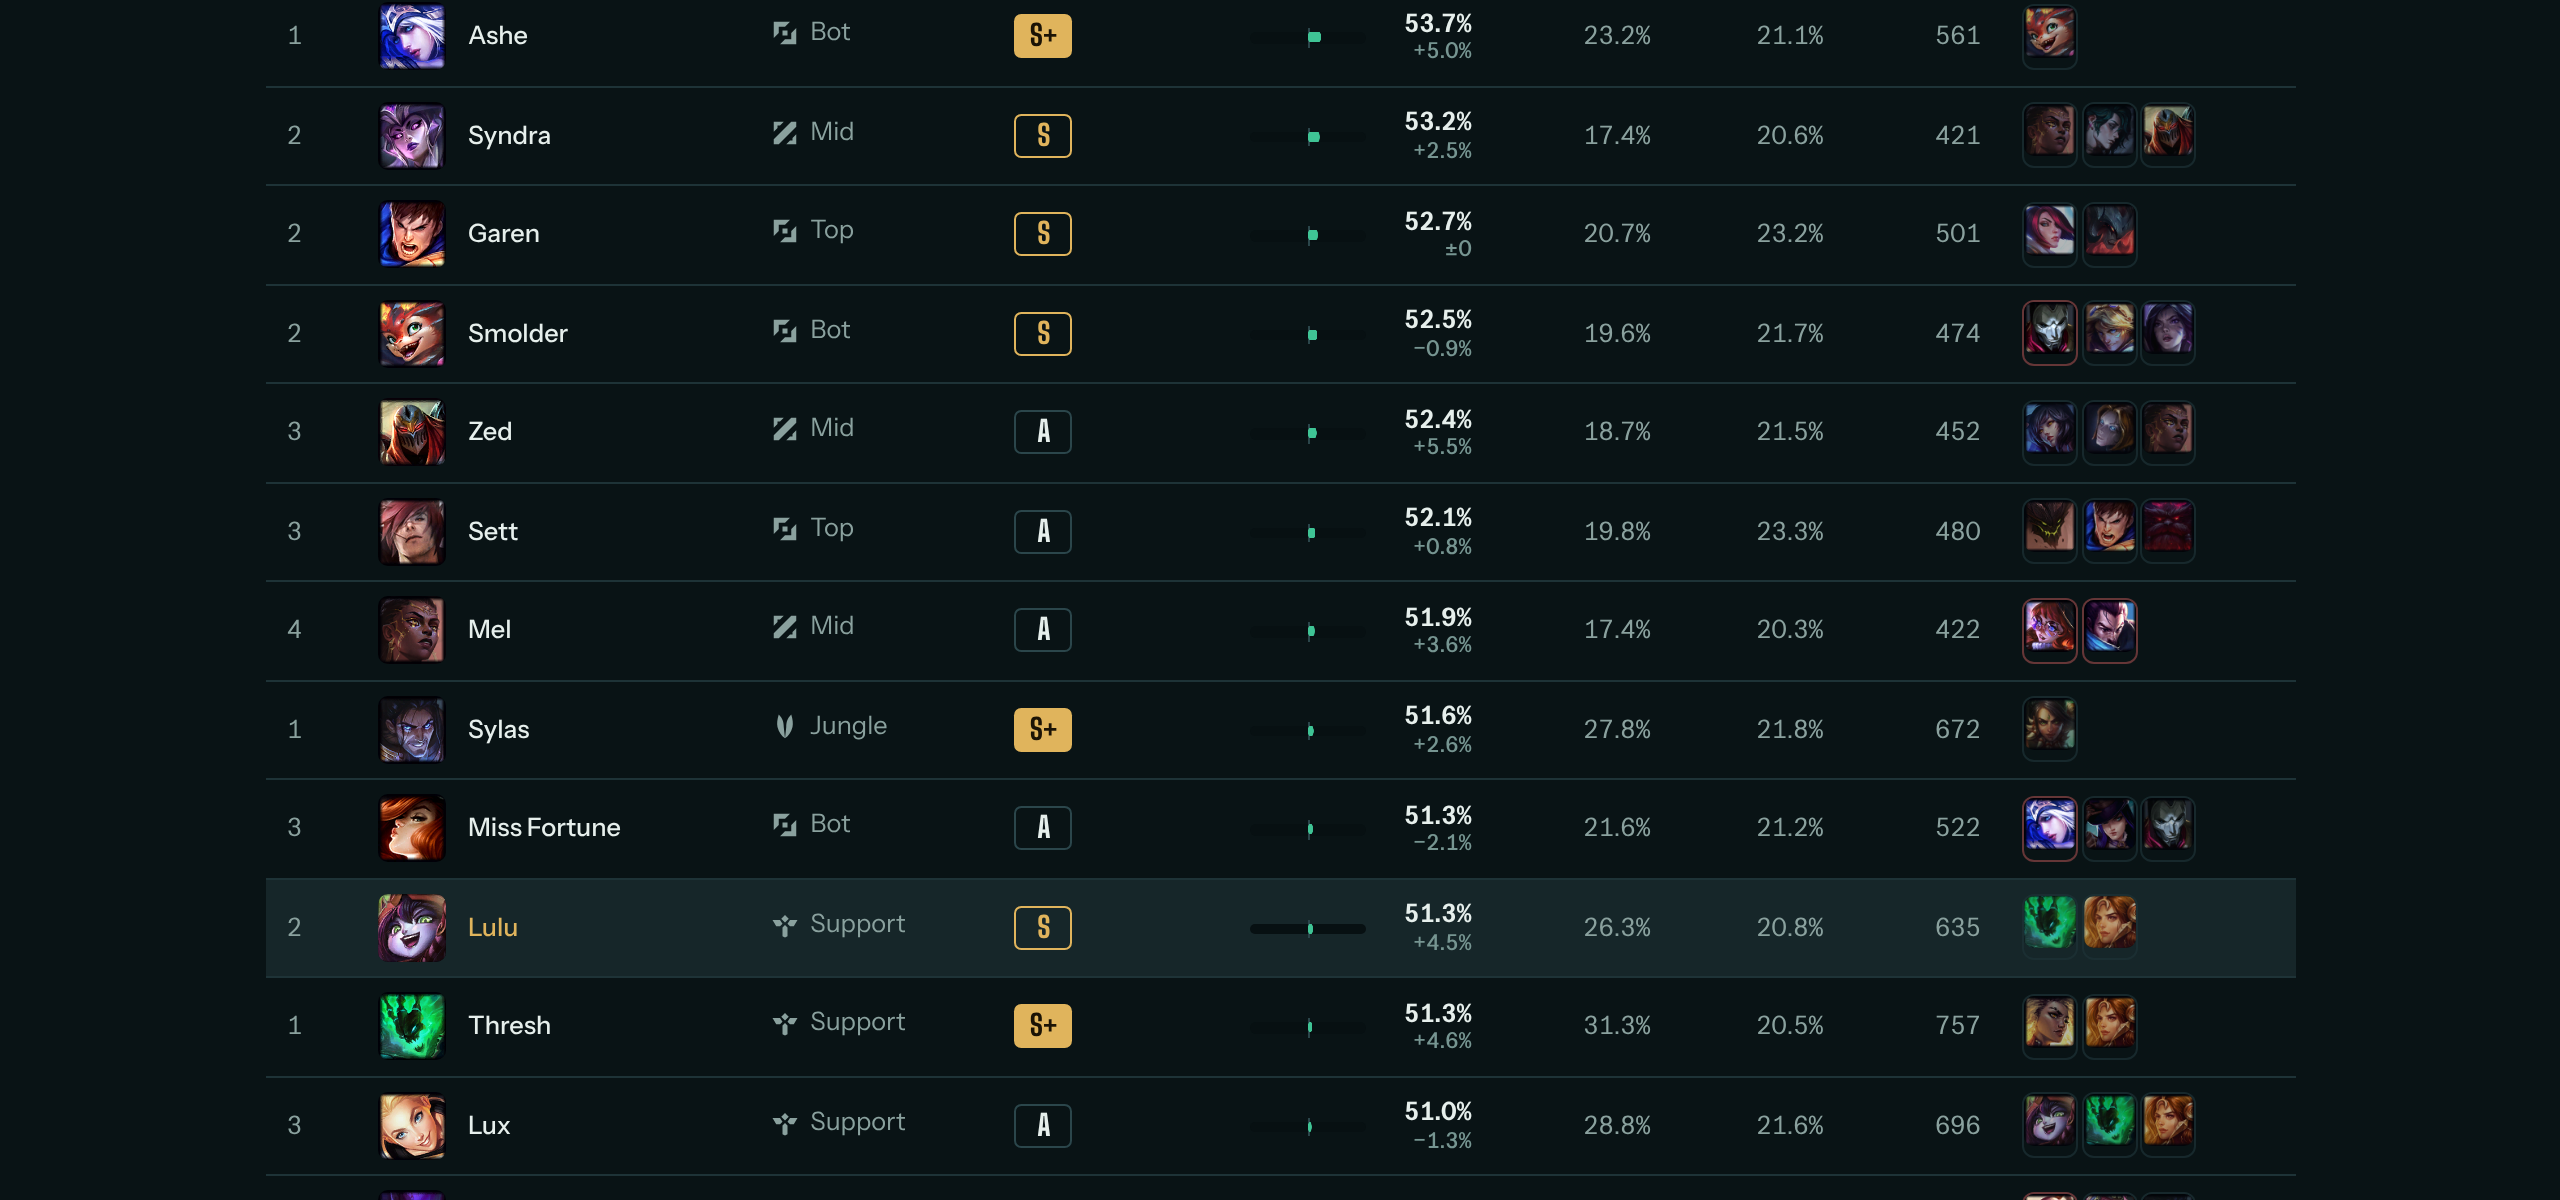 1 Ashe Bot S+ 53.7% 23.2% 21.1% 561
+5.0%
2 Syndra Mid S 53.2% 17.4% 20.6% 421
+2.5%
2 Garen Top S 52.7% 20.7% 23.2% 501
±0
2 Smolder Bot S 52.5% 19.6% 21.7% 474
−0.9%
3 Zed Mid A 52.4% 18.7% 21.5% 452
+5.5%
3 Sett Top A 52.1% 19.8% 23.3% 480
+0.8%
4 Mel Mid A 51.9% 17.4% 20.3% 422
+3.6%
1 Sylas Jungle S+ 51.6% 27.8% 21.8% 672
+2.6%
3 Miss Fortune Bot A 51.3% 21.6% 21.2% 522
−2.1%
2 Lulu Support S 51.3% 26.3% 20.8% 635
+4.5%
1 Thresh Support S+ 51.3% 31.3% 20.5% 757
+4.6%
3 Lux Support A 51.0% 28.8% 21.6% 696
−1.3%